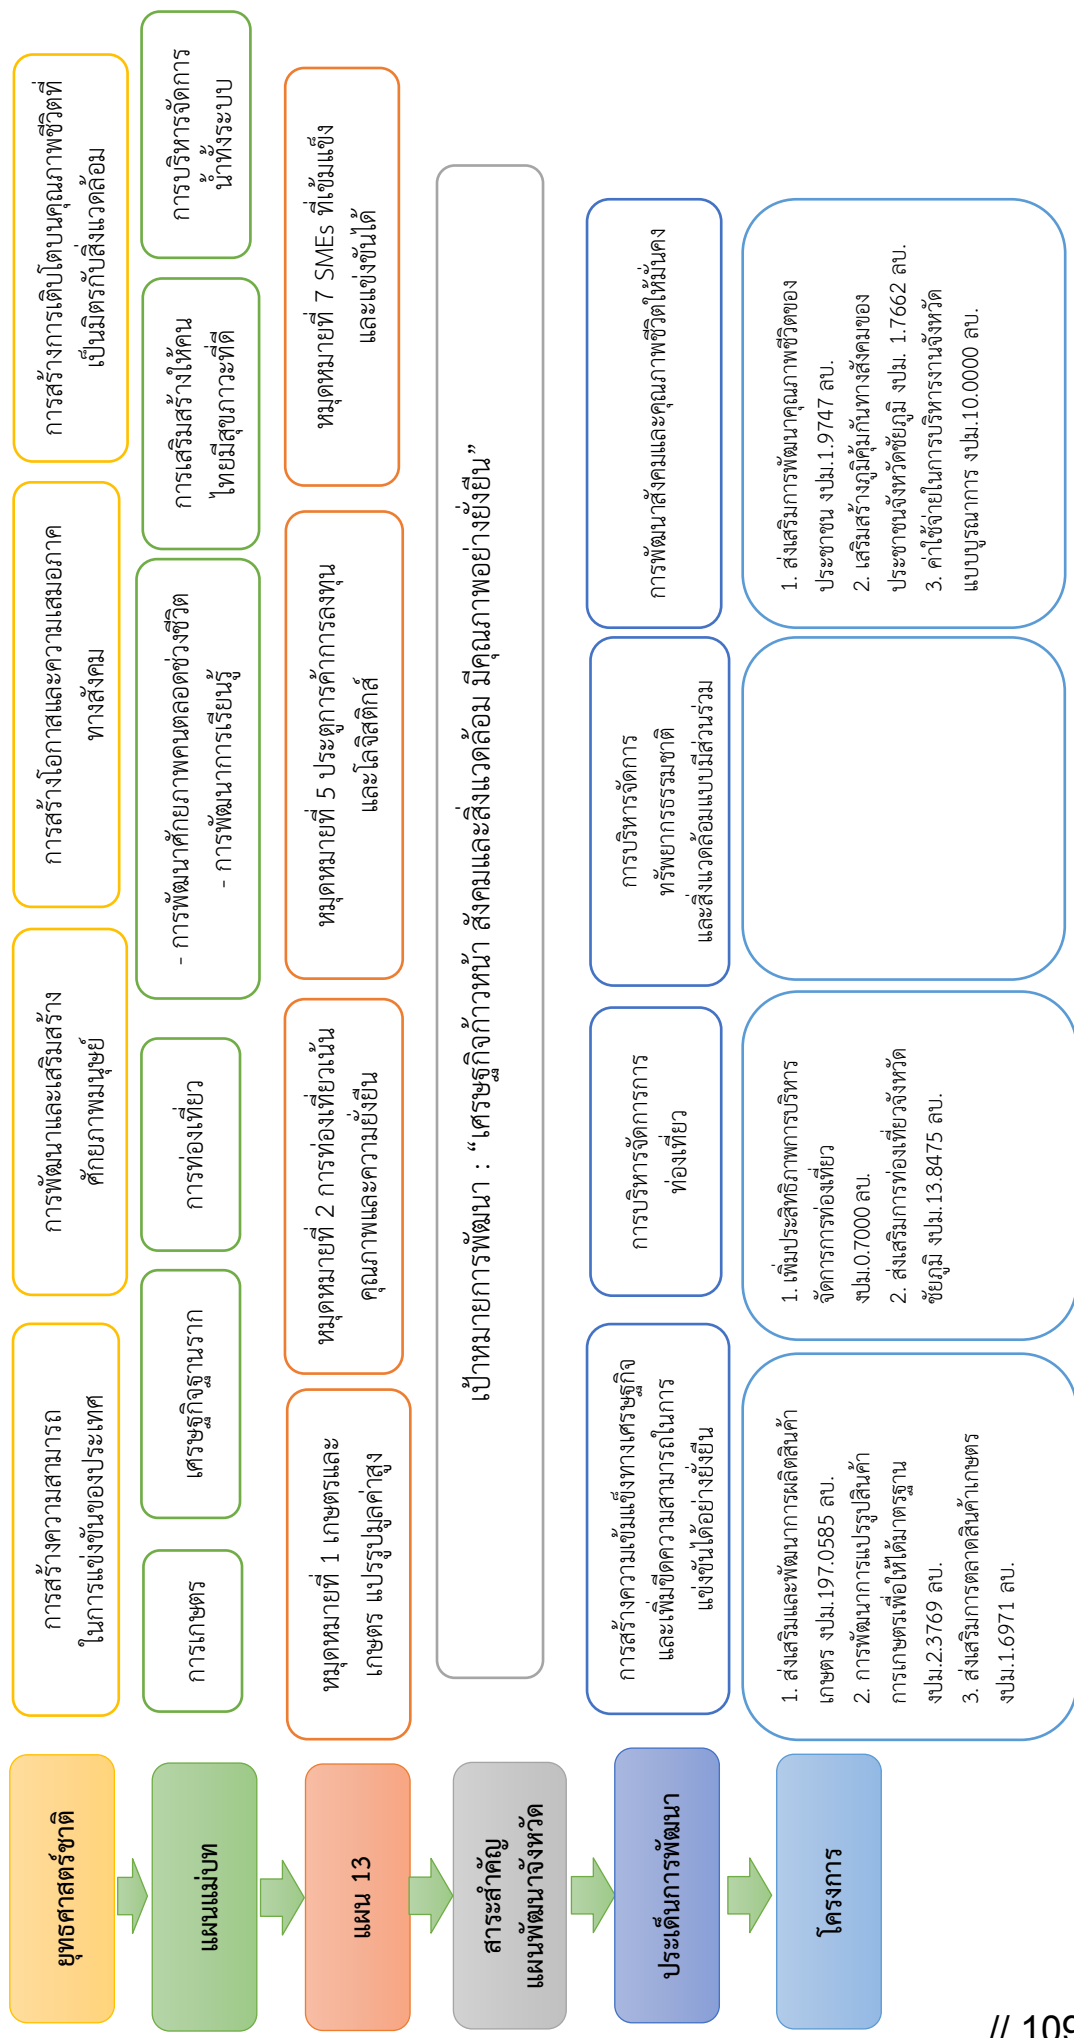 ยุทธศาสตร์ชาติ
การสร้างความสามารถ
ในการแข่งขันของประเทศ
การพัฒนาและเสริมสร้าง
ศักยภาพมนุษย์
การสร้างโอกาสและความเสมอภาค
ทางสังคม
การสร้างการเติบโตบนคุณภาพชีวิตที่
เป็นมิตรกับสิ่งแวดล้อม
แผนแม่บท
การเกษตร
เศรษฐกิจฐานราก
การท่องเที่ยว
- การพัฒนาศักยภาพคนตลอดช่วงชีวิต
- การพัฒนาการเรียนรู้
การเสริมสร้างให้คน
ไทยมีสุขภาวะที่ดี
การบริหารจัดการ
น้ำทั้งระบบ
แผน 13
หมุดหมายที่ 1 เกษตรและ
เกษตร แปรรูปมูลค่าสูง
หมุดหมายที่ 2 การท่องเที่ยวเน้น
คุณภาพและความยั่งยืน
หมุดหมายที่ 5 ประตูการค้าการลงทุน
และโลจิสติกส์
หมุดหมายที่ 7 SMEs ที่เข้มแข็ง
และแข่งขันได้
สาระสำคัญ
แผนพัฒนาจังหวัด
เป้าหมายการพัฒนา : “เศรษฐกิจก้าวหน้า สังคมและสิ่งแวดล้อม มีคุณภาพอย่างยั่งยืน”
ประเด็นการพัฒนา
การสร้างความเข้มแข็งทางเศรษฐกิจ
และเพิ่มขีดความสามารถในการ
แข่งขันได้อย่างยั่งยืน
การบริหารจัดการการ
ท่องเที่ยว
การบริหารจัดการ
ทรัพยากรธรรมชาติ
และสิ่งแวดล้อมแบบมีส่วนร่วม
การพัฒนาสังคมและคุณภาพชีวิตให้มั่นคง
โครงการ
1. ส่งเสริมและพัฒนาการผลิตสินค้า
เกษตร งปม.197.0585 ลบ.
2. การพัฒนาการแปรรูปสินค้า
การเกษตรเพื่อให้ได้มาตรฐาน
งปม.2.3769 ลบ.
3. ส่งเสริมการตลาดสินค้าเกษตร
งปม.1.6971 ลบ.
1. เพิ่มประสิทธิภาพการบริหาร
จัดการการท่องเที่ยว
งปม.0.7000 ลบ.
2. ส่งเสริมการท่องเที่ยวจังหวัด
ชัยภูมิ งปม.13.8475 ลบ.
1. ส่งเสริมการพัฒนาคุณภาพชีวิตของ
ประชาชน งปม.1.9747 ลบ.
2. เสริมสร้างภูมิคุ้มกันทางสังคมของ
ประชาชนจังหวัดชัยภูมิ งปม. 1.7662 ลบ.
3. ค่าใช้จ่ายในการบริหารงานจังหวัด
แบบบูรณาการ งปม.10.0000 ลบ.
// 109